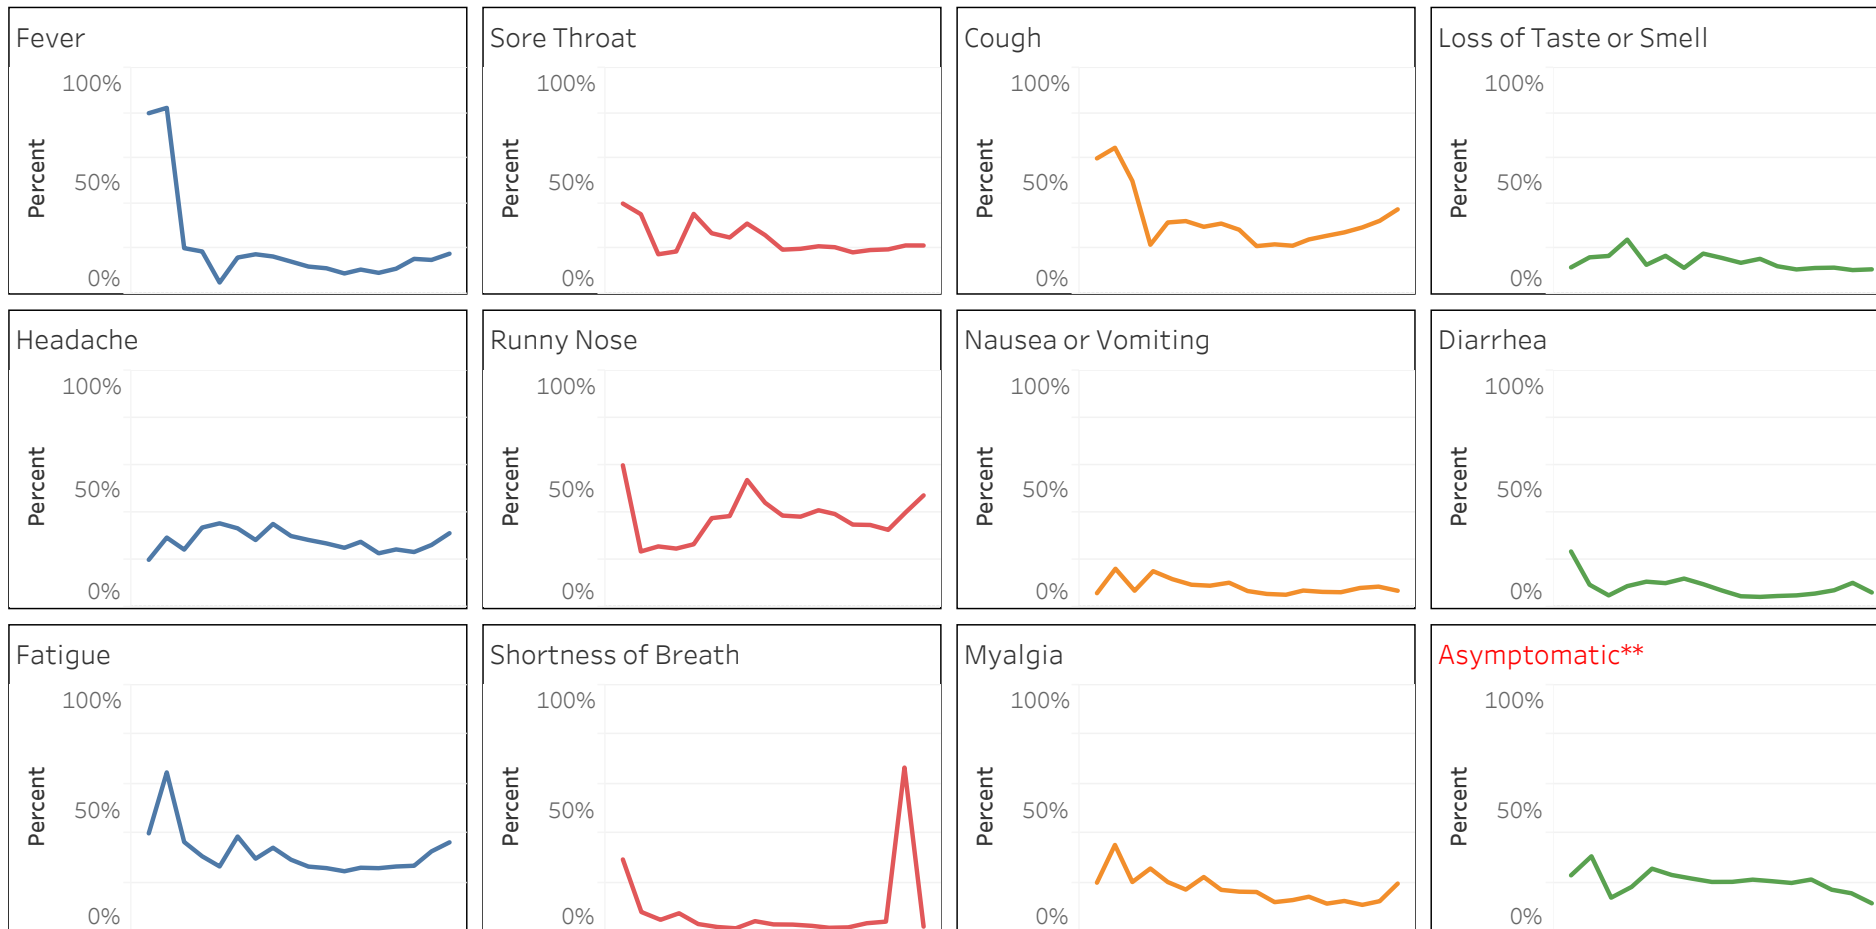 Fever
100%
50%
0%
Percent
Sore Throat
100%
50%
0%
Percent
Cough
100%
50%
0%
Percent
Loss of Taste or Smell
100%
50%
0%
Percent
Headache
100%
50%
0%
Percent
Runny Nose
100%
50%
0%
Percent
Nausea or Vomiting
100%
50%
0%
Percent
Diarrhea
100%
50%
0%
Percent
Fatigue
100%
50%
0%
Percent
Shortness of Breath
100%
50%
0%
Percent
Myalgia
100%
50%
0%
Percent
Asymptomatic**
100%
50%
0%
Percent